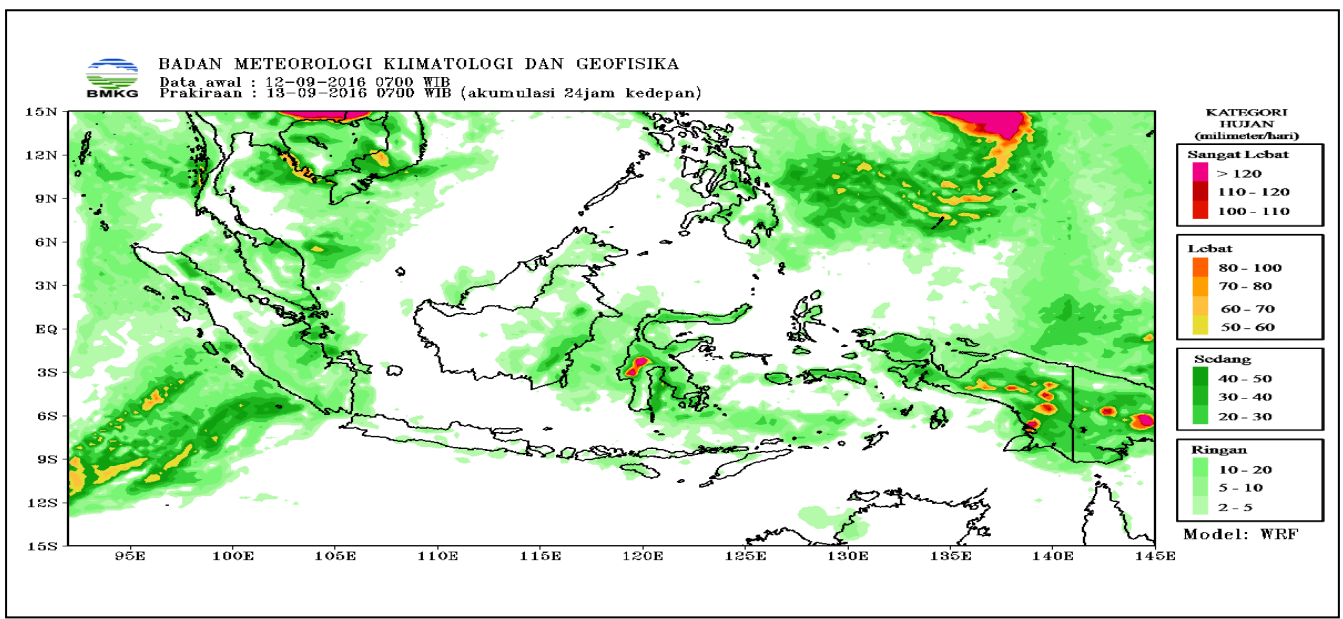 BADAN METEOROLOGI KLIMATOLOGI DAN GEOFISIKA
Data awal : 12-09-2016 0700 WIB
Prakiraan : 13-09-2016 0700 WIB (akumulasi 24jam kedepan)
BMKG
15N
12N
9N
6N
3N
EQ
3S
6S
9S
12S
15S
95E
100E
105E
110E
115E
120E
125E
130E
135E
140E
145E
KATEGORI
HUJAN
(milimeter/hari)
Sangat Lebat
> 120
110 - 120
100 - 110
Lebat
80 - 100
70 - 80
60 - 70
50 - 60
Sedang
40 - 50
30 - 40
20 - 30
Ringan
10 - 20
5 - 10
2 - 5
Model: WRF